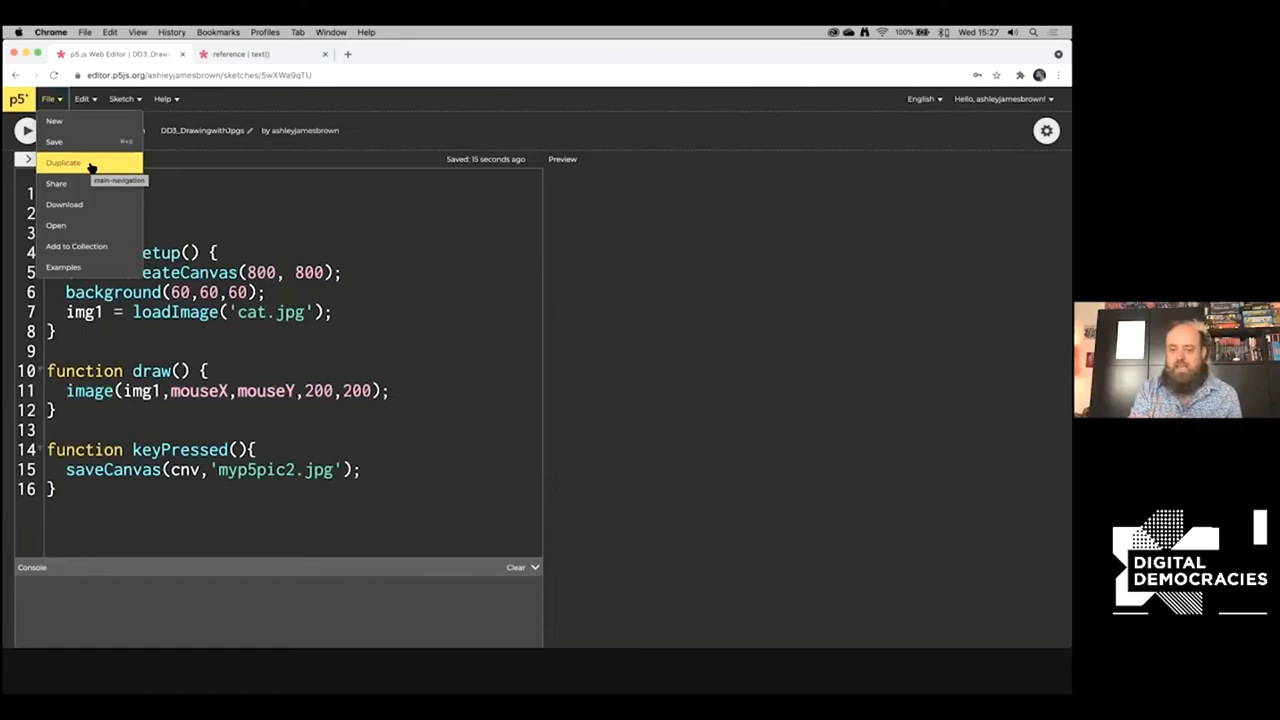 Chrome File Edit View History Bookmarks Profiles Tab Window Help 100% Wed 15:27
p5.js Web Editor | DD3_Drawi × reference | text() × +
editor.p5js.org/ashleyjamesbrown/sketches/5wXWa9qTU
p5* File Edit Sketch Help English Hello, ashleyjamesbrown!
DD3_DrawingwithJpgs by ashleyjamesbrown
New
Save ⌘+S
Duplicate
main-navigation
Share
Download
Open
Add to Collection
Examples
> Saved: 15 seconds ago Preview
1
2
3
4 etup() {
5 eateCanvas(800, 800);
6 background(60,60,60);
7 img1 = loadImage('cat.jpg');
8 }
9
10 function draw() {
11 image(img1,mouseX,mouseY,200,200);
12 }
13
14 function keyPressed(){
15 saveCanvas(cnv,'myp5pic2.jpg');
16 }
Console Clear
DIGITAL
DEMOCRACIES